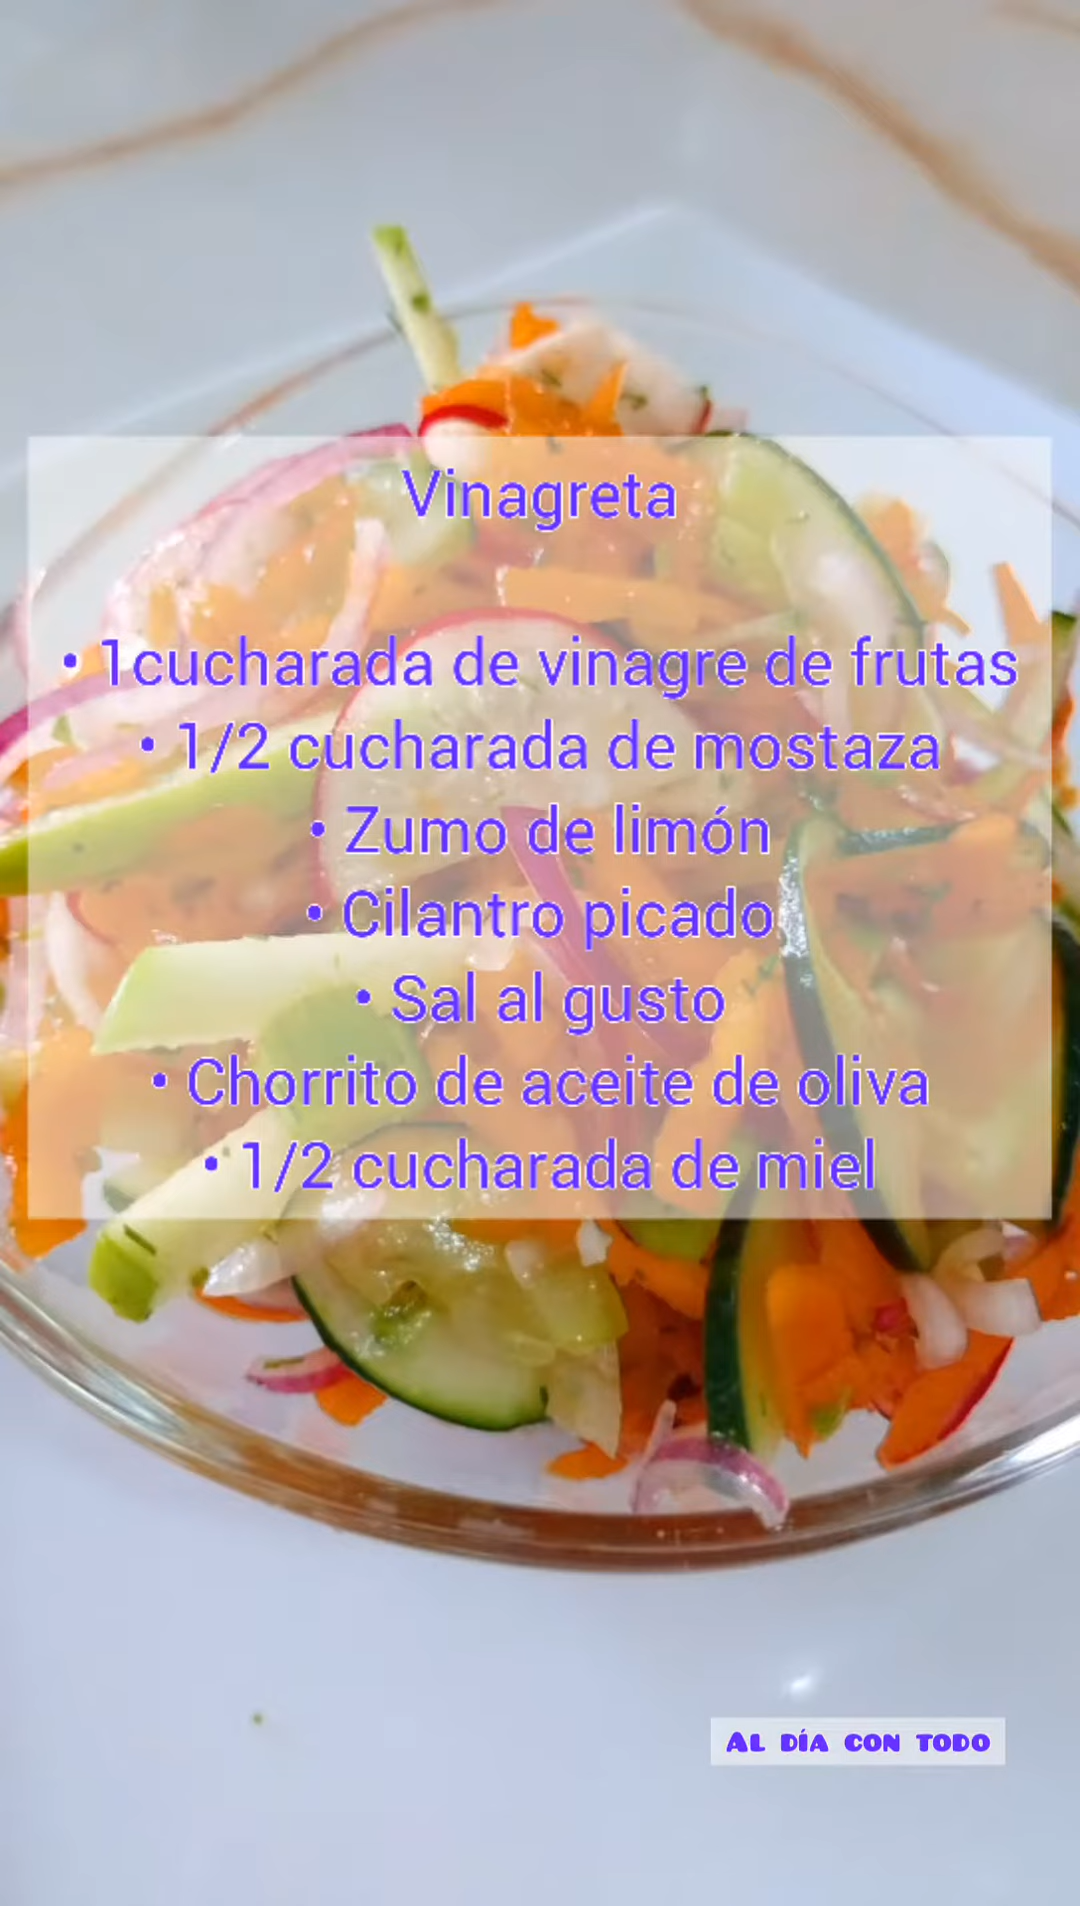 Vinagreta
• 1cucharada de vinagre de frutas
• 1/2 cucharada de mostaza
• Zumo de limón
• Cilantro picado
• Sal al gusto
• Chorrito de aceite de oliva
• 1/2 cucharada de miel
AL DÍA CON TODO